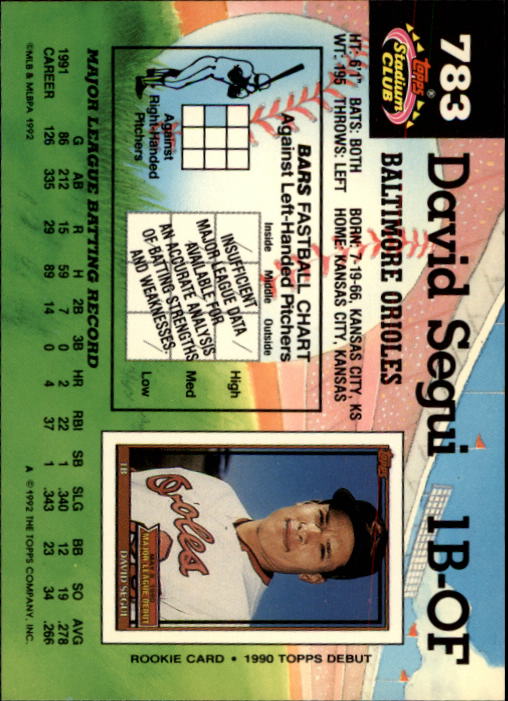 783
Topps®
Stadium
CLUB
David Segui 1B-OF
BALTIMORE ORIOLES
HT: 6'1" BATS: BOTH BORN: 7-19-66, KANSAS CITY, KS
WT: 195 THROWS: LEFT HOME: KANSAS CITY, KANSAS
BARS FASTBALL CHART
Against Left-Handed Pitchers
Inside Middle Outside
High
Med
Low
INSUFFICIENT
MAJOR LEAGUE DATA
AVAILABLE FOR
AN ACCURATE ANALYSIS
OF BATTING STRENGTHS
AND WEAKNESSES.
Against
Right-Handed
Pitchers
Topps
Orioles
MAJOR LEAGUE DEBUT
1B DAVID SEGUI
ROOKIE CARD • 1990 TOPPS DEBUT
MAJOR LEAGUE BATTING RECORD
G AB R H 2B 3B HR RBI SB SLG BB SO AVG
1991 86 212 15 59 7 0 2 22 1 .340 12 19 .278
CAREER 126 335 29 89 14 0 4 37 1 .343 23 34 .266
©MLB & MLBPA 1992
A ©1992 THE TOPPS COMPANY, INC.